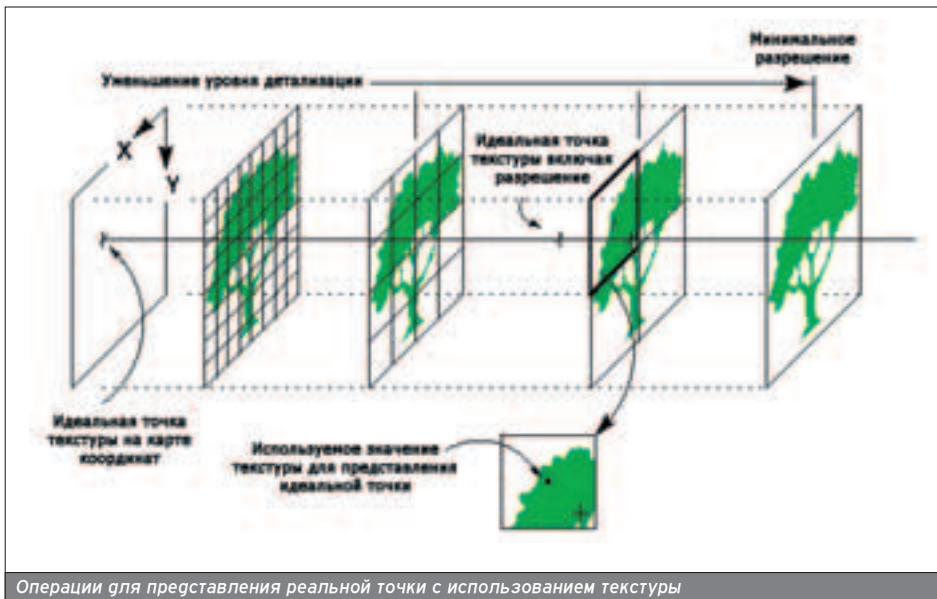 Минимальное
разрешение
Уменьшение уровня детализации
X
Y
Идеальная точка
текстуры включая
разрешение
Идеальная точка
текстуры на карте
координат
Используемое значение
текстуры для представления
идеальной точки
Операции для представления реальной точки с использованием текстуры